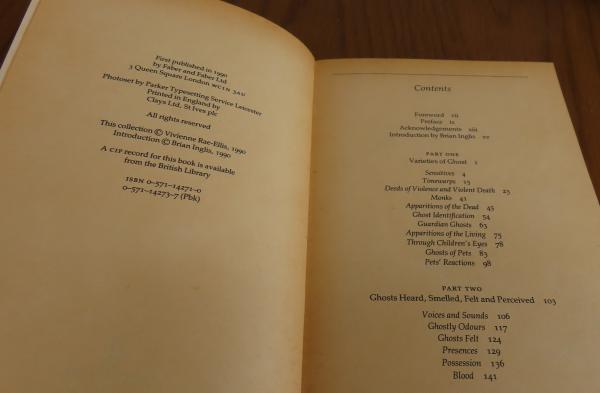 First published in 1990
by Faber and Faber Ltd
3 Queen Square London WC1N 3AU
Photoset by Parker Typesetting Service Leicester
Printed in England by
Clays Ltd. St Ives plc
All rights reserved
This collection © Vivienne Rae-Ellis, 1990
Introduction © Brian Inglis, 1990
A CIP record for this book is available
from the British Library
ISBN 0-571-14271-0
0-571-14273-7 (Pbk)
Contents
Foreword vii
Preface ix
Acknowledgements xiii
Introduction by Brian Inglis xv
PART ONE
Varieties of Ghost 1
Sensitives 4
Timewarps 13
Deeds of Violence and Violent Death 23
Monks 41
Apparitions of the Dead 45
Ghost Identification 54
Guardian Ghosts 63
Apparitions of the Living 75
Through Children's Eyes 78
Ghosts of Pets 83
Pets' Reactions 98
PART TWO
Ghosts Heard, Smelled, Felt and Perceived 103
Voices and Sounds 106
Ghostly Odours 117
Ghosts Felt 124
Presences 129
Possession 136
Blood 141